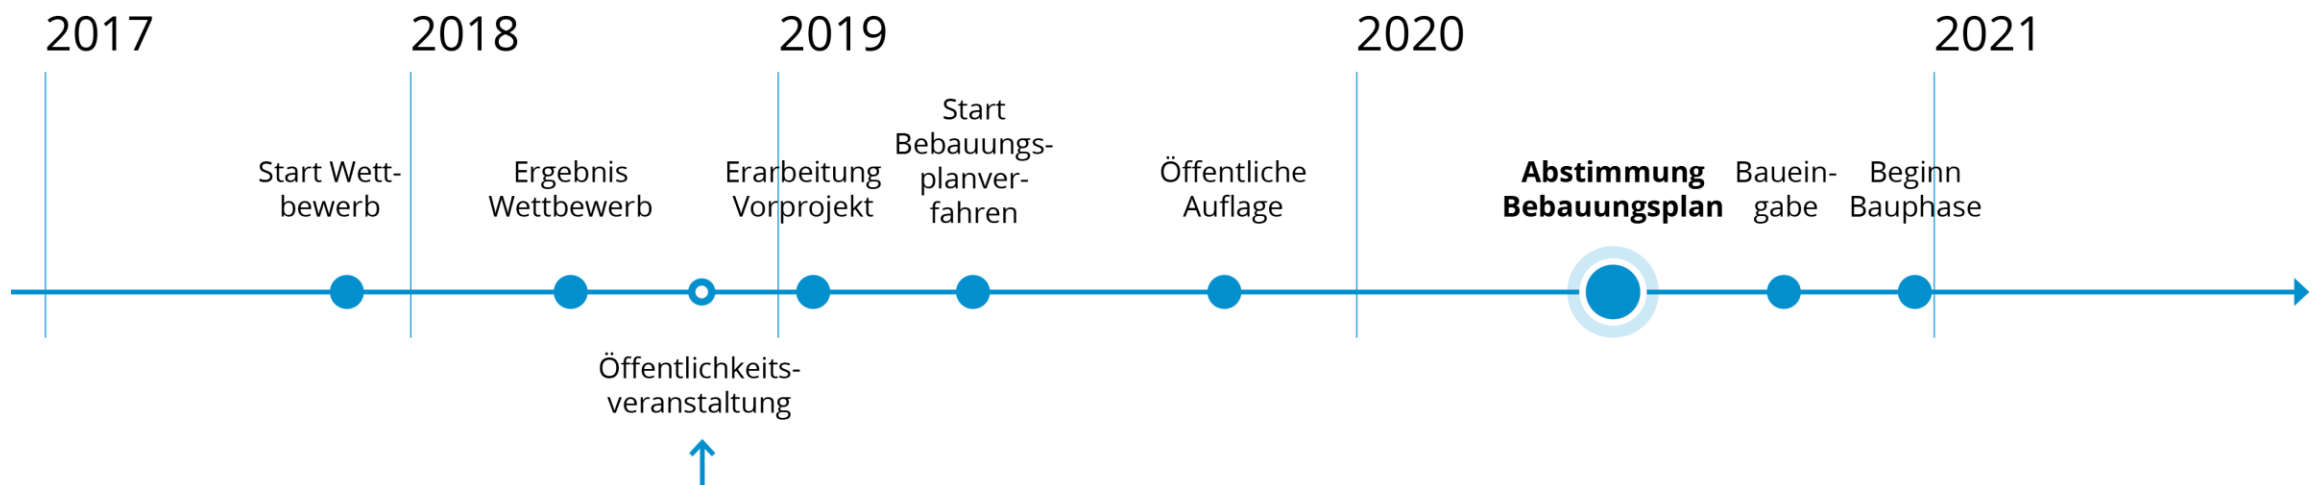 2017
2018
2019
2020
2021
Start Wett-
bewerb
Ergebnis
Wettbewerb
Öffentlichkeits-
veranstaltung
Erarbeitung
Vorprojekt
Start
Bebauungs-
planver-
fahren
Öffentliche
Auflage
Abstimmung
Bebauungsplan
Bauein-
gabe
Beginn
Bauphase